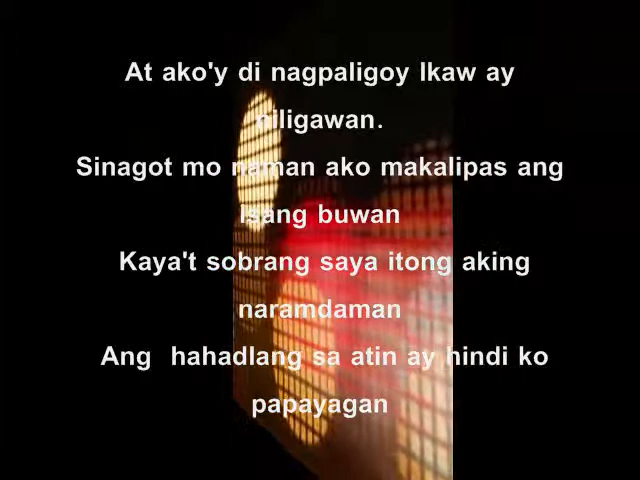 At ako'y di nagpaligoy Ikaw ay
niligawan.
Sinagot mo naman ako makalipas ang
Isang buwan
Kaya't sobrang saya itong aking
naramdaman
Ang  hahadlang sa atin ay hindi ko
papayagan